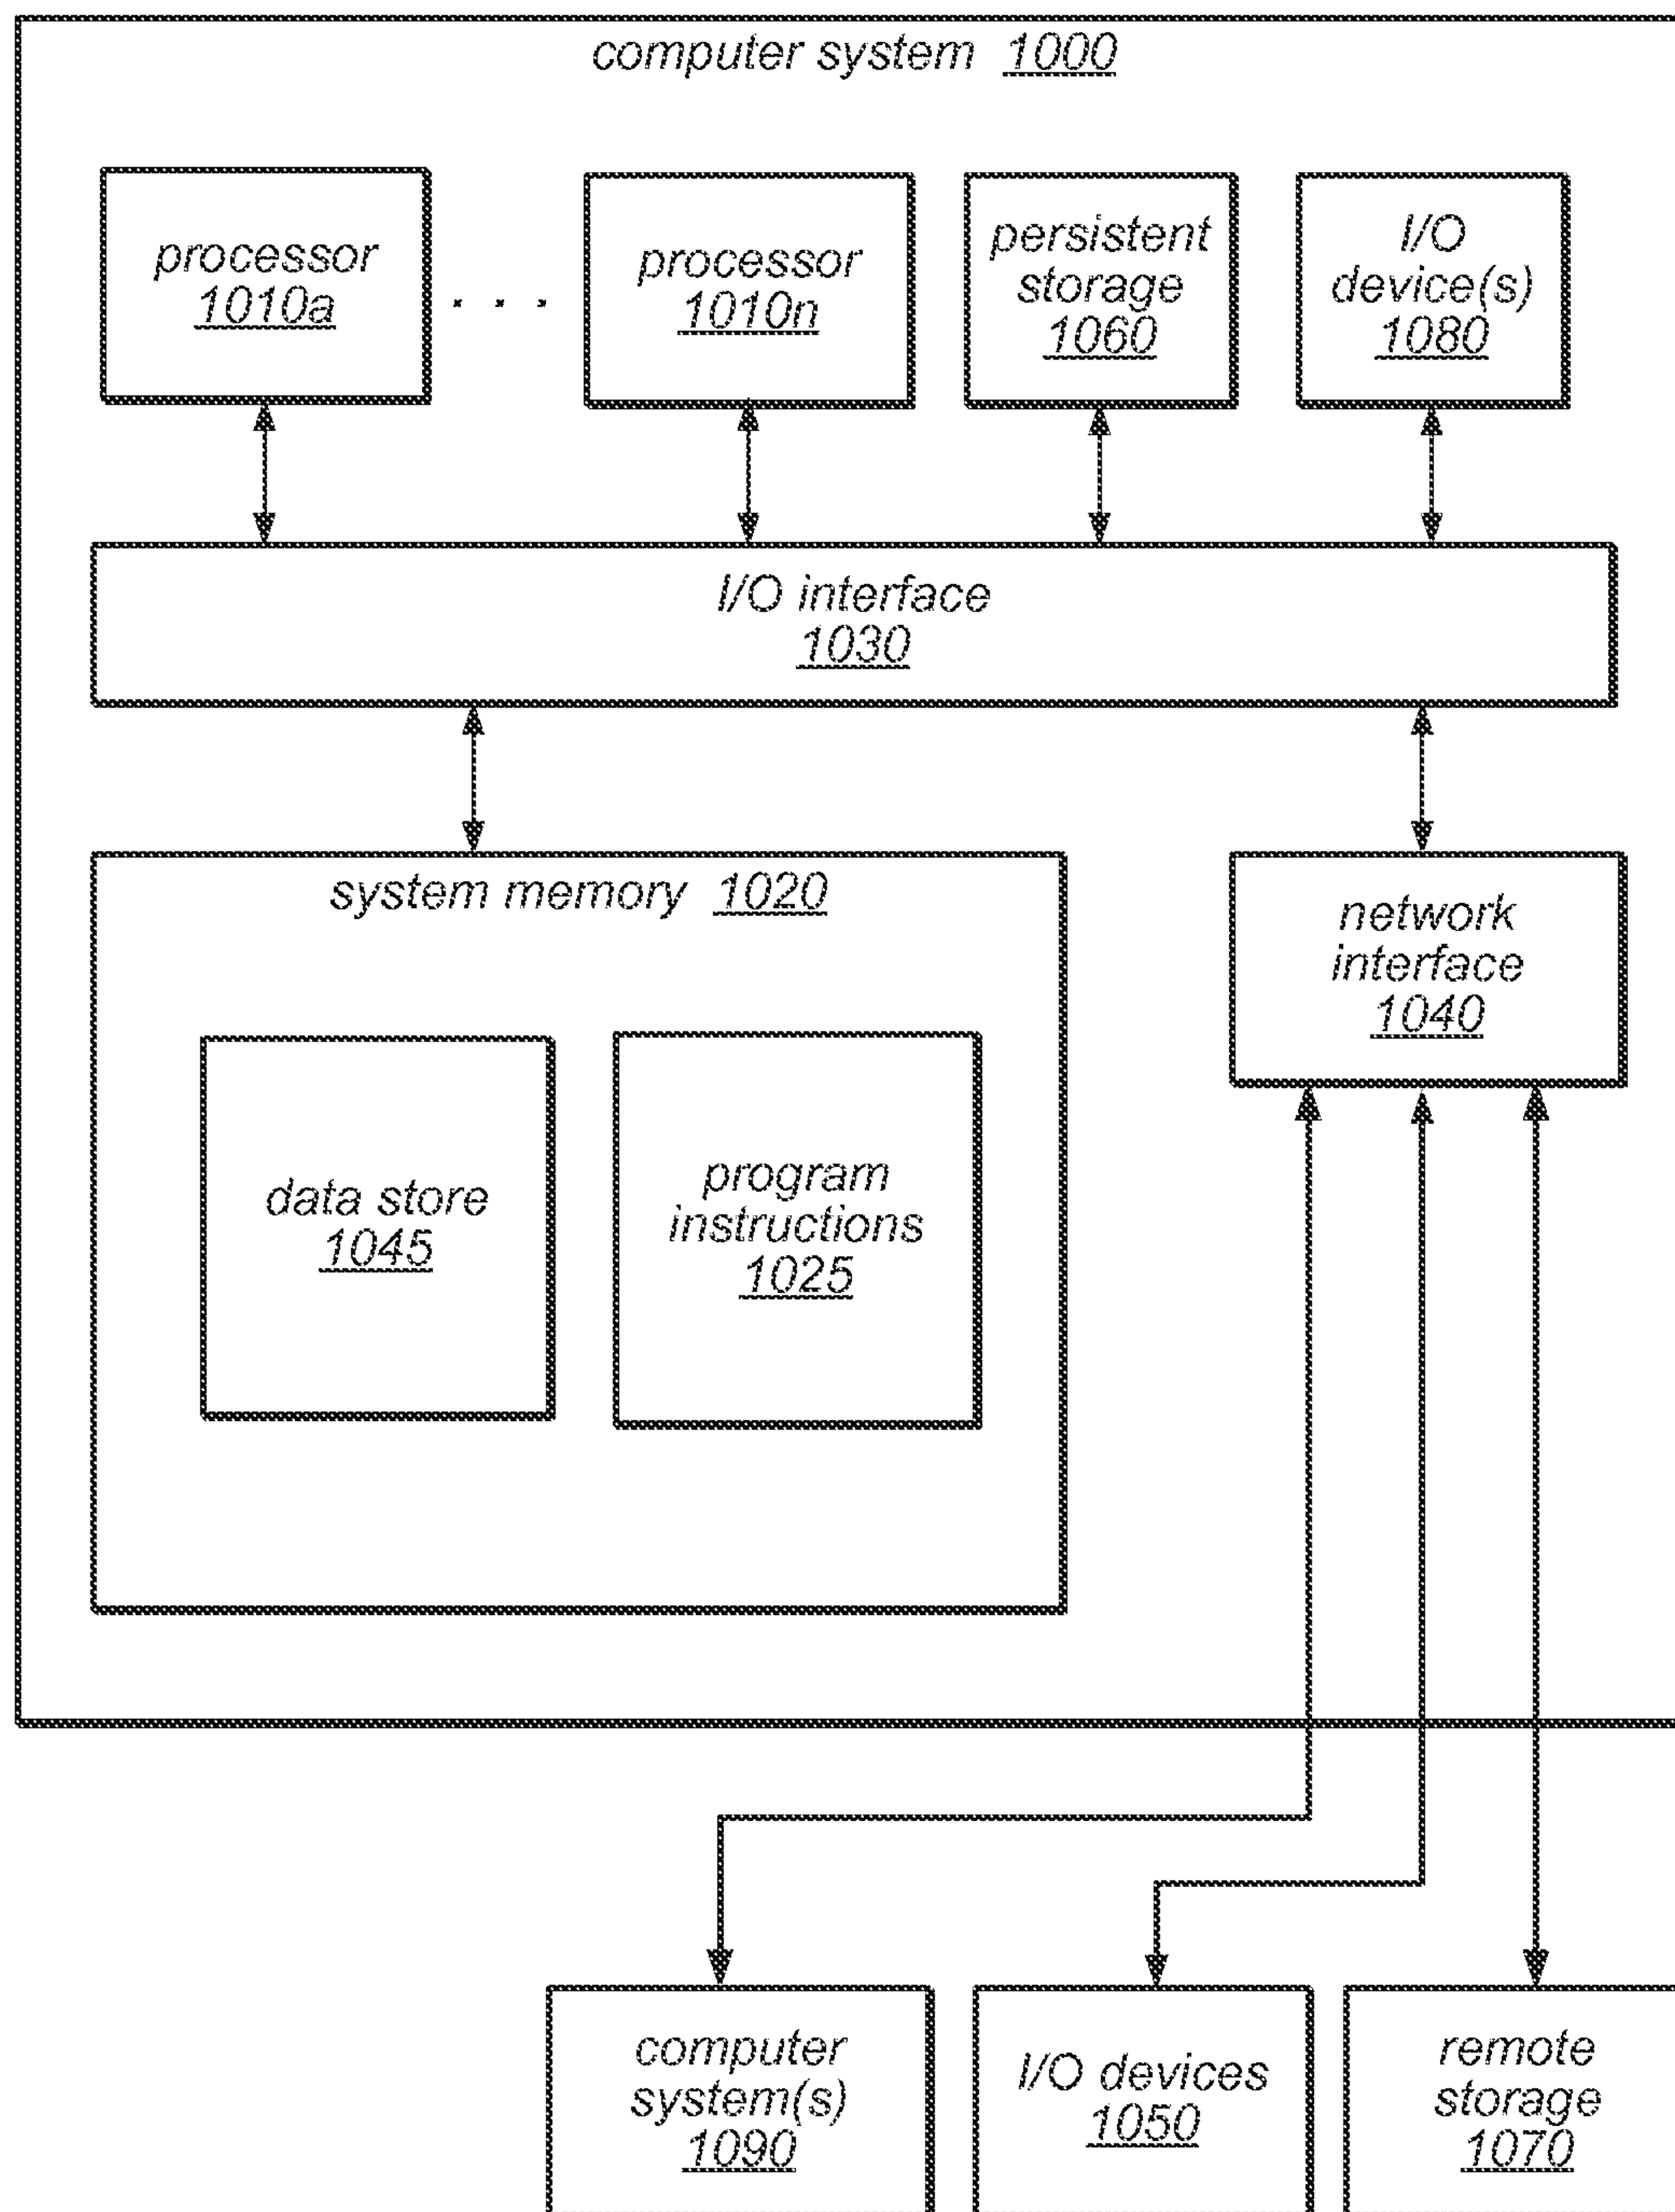 computer system 1000
processor
1010a
. . .
processor
1010n
persistent
storage
1060
I/O
device(s)
1080
I/O interface
1030
system memory 1020
network
interface
1040
data store
1045
program
instructions
1025
computer
system(s)
1090
I/O devices
1050
remote
storage
1070